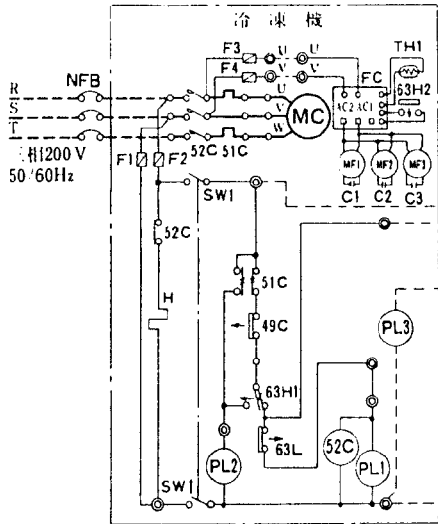 冷凍機
F3 U U
F4 V V
FC
TH1
63H2
AC2 AC1
R
S
T
NFB
U
V
W
MC
52C 51C
三相200V
50/60Hz
F1 F2
MF1 MF2 MF3
C1 C2 C3
SW1
52C
51C
H
49C
PL3
63H1
63L
PL2
52C
PL1
SW1